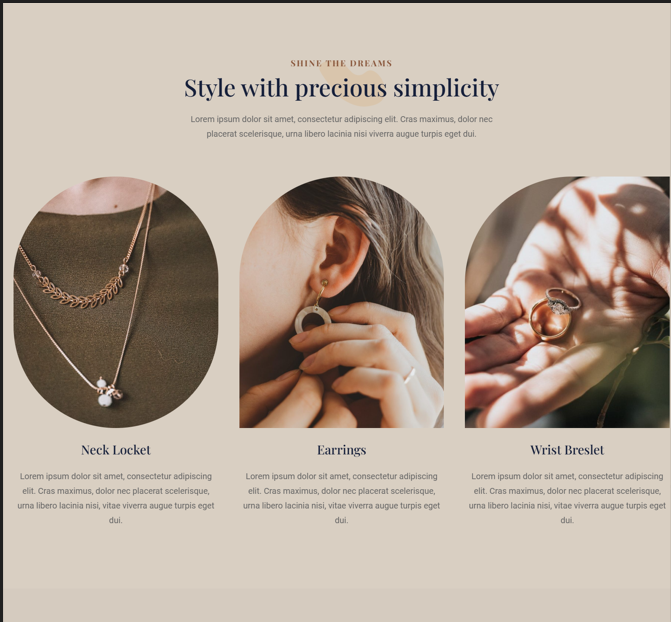 SHINE THE DREAMS
Style with precious simplicity
Lorem ipsum dolor sit amet, consectetur adipiscing elit. Cras maximus, dolor nec
placerat scelerisque, urna libero lacinia nisi viverra augue turpis eget dui.
Neck Locket
Lorem ipsum dolor sit amet, consectetur adipiscing
elit. Cras maximus, dolor nec placerat scelerisque,
urna libero lacinia nisi, vitae viverra augue turpis eget
dui.
Earrings
Lorem ipsum dolor sit amet, consectetur adipiscing
elit. Cras maximus, dolor nec placerat scelerisque,
urna libero lacinia nisi, vitae viverra augue turpis eget
dui.
Wrist Breslet
Lorem ipsum dolor sit amet, consectetur adipiscing
elit. Cras maximus, dolor nec placerat scelerisque,
urna libero lacinia nisi, vitae viverra augue turpis eget
dui.